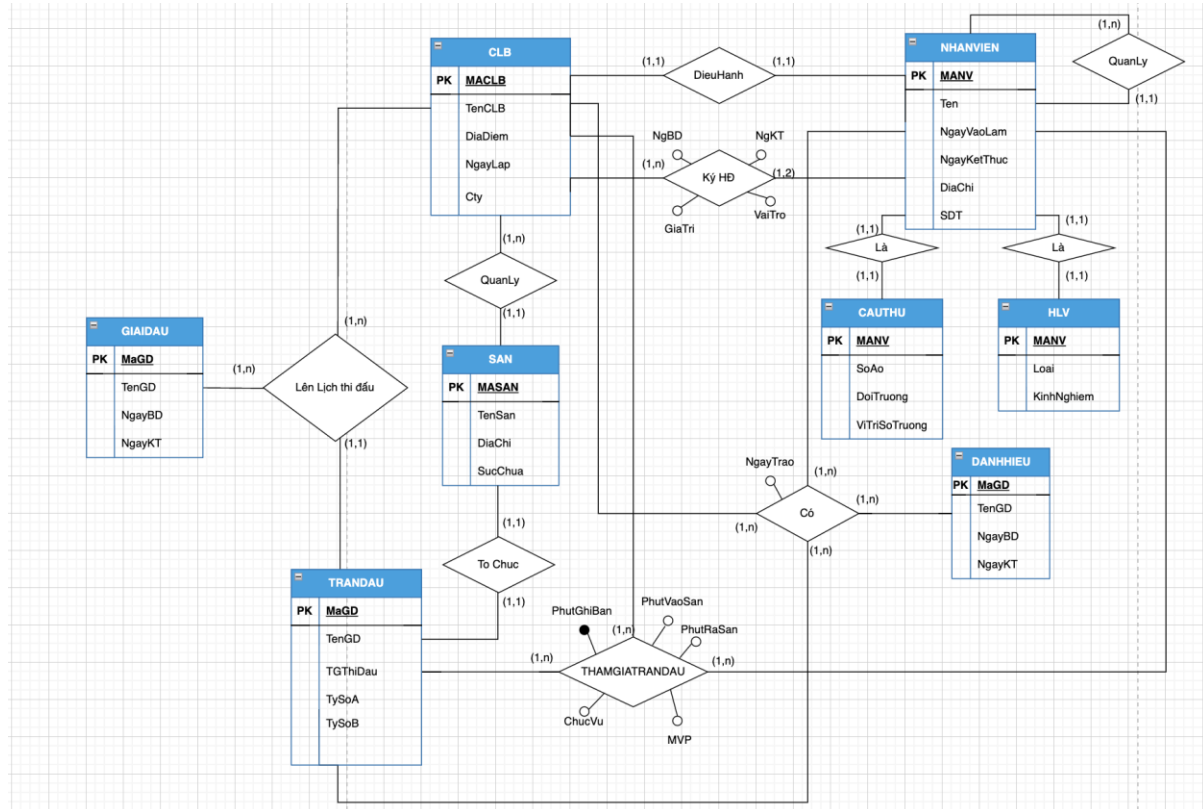 CLB
PK MACLB
TenCLB
DiaDiem
NgayLap
Cty
(1,1)
DieuHanh
(1,1)
NHANVIEN
PK MANV
Ten
NgayVaoLam
NgayKetThuc
DiaChi
SDT
(1,n)
QuanLy
(1,1)
NgBD
NgKT
(1,n)
Ký HĐ
(1,2)
GiaTri
VaiTro
(1,n)
QuanLy
(1,1)
(1,1)
Là
(1,1)
(1,1)
Là
(1,1)
GIAIDAU
PK MaGD
TenGD
NgayBD
NgayKT
(1,n)
(1,n)
Lên Lịch thi đấu
(1,1)
SAN
PK MASAN
TenSan
DiaChi
SucChua
CAUTHU
PK MANV
SoAo
DoiTruong
ViTriSoTruong
HLV
PK MANV
Loai
KinhNghiem
NgayTrao
(1,n)
(1,n)
Có
(1,n)
(1,n)
DANHHIEU
PK MaGD
TenGD
NgayBD
NgayKT
(1,1)
To Chuc
(1,1)
TRANDAU
PK MaGD
TenGD
TGThiDau
TySoA
TySoB
PhutGhiBan
PhutVaoSan
PhutRaSan
(1,n)
(1,n)
THAMGIATRANDAU
(1,n)
ChucVu
MVP